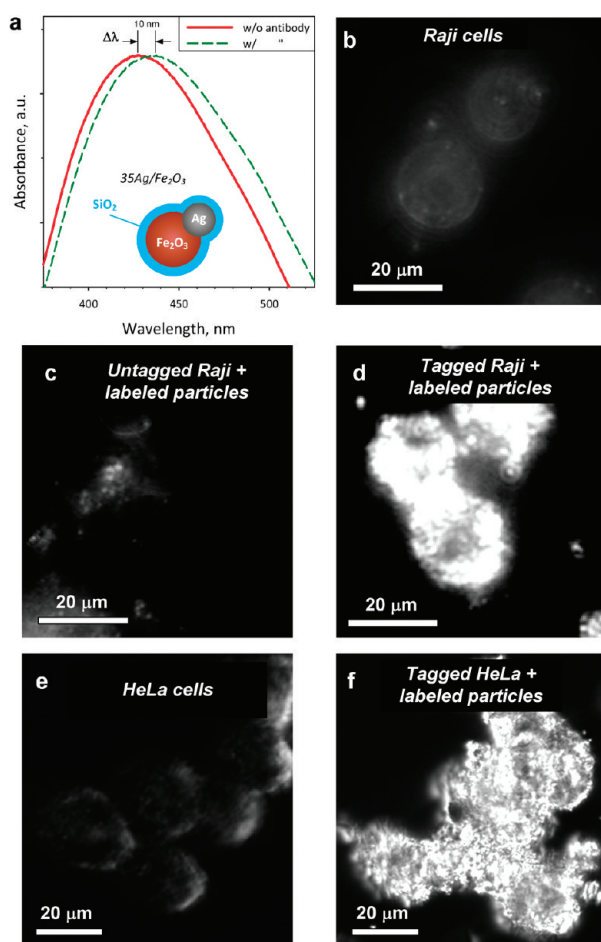 a
10 nm
Δλ
w/o antibody
w/ "
Absorbance, a.u.
35Ag/Fe₂O₃
SiO₂
Ag
Fe₂O₃
400 450 500
Wavelength, nm
b
Raji cells
20 μm
c
Untagged Raji +
labeled particles
20 μm
d
Tagged Raji +
labeled particles
20 μm
e
HeLa cells
20 μm
f
Tagged HeLa +
labeled particles
20 μm